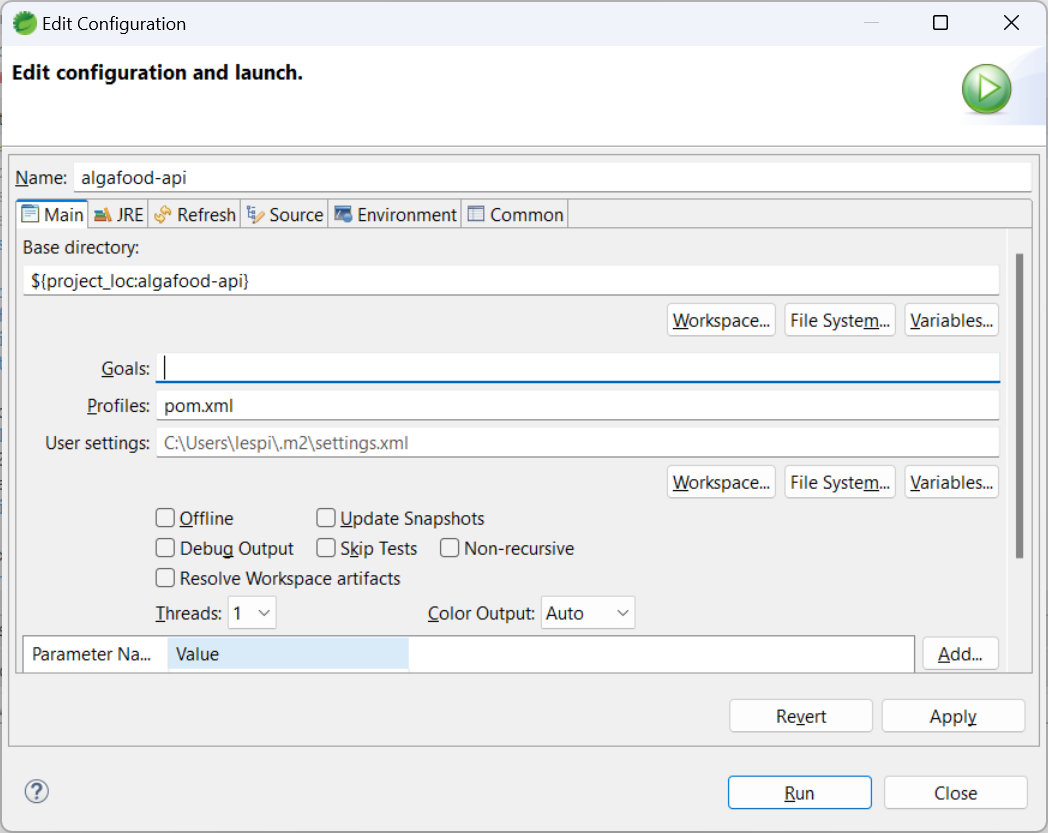 Edit Configuration
Edit configuration and launch.
Name: algafood-api
Main JRE Refresh Source Environment Common
Base directory:
${project_loc:algafood-api}
Workspace... File System... Variables...
Goals:
Profiles: pom.xml
User settings: C:\Users\lespi\.m2\settings.xml
Workspace... File System... Variables...
Offline Update Snapshots
Debug Output Skip Tests Non-recursive
Resolve Workspace artifacts
Threads: 1 Color Output: Auto
Parameter Na... Value Add...
Revert Apply
? Run Close